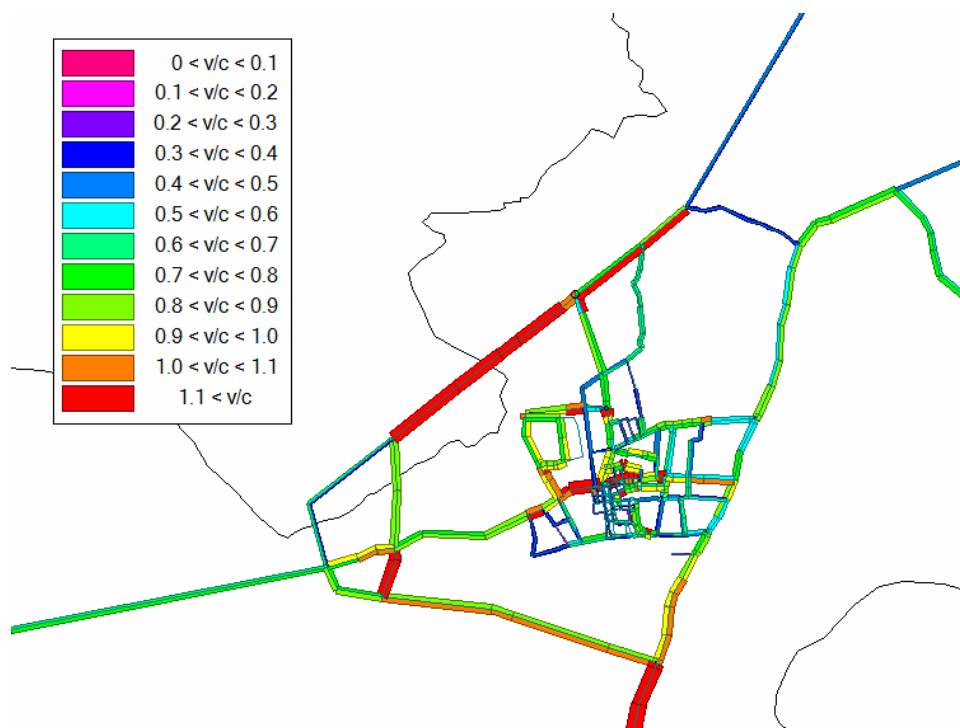 0 < v/c < 0.1
0.1 < v/c < 0.2
0.2 < v/c < 0.3
0.3 < v/c < 0.4
0.4 < v/c < 0.5
0.5 < v/c < 0.6
0.6 < v/c < 0.7
0.7 < v/c < 0.8
0.8 < v/c < 0.9
0.9 < v/c < 1.0
1.0 < v/c < 1.1
1.1 < v/c